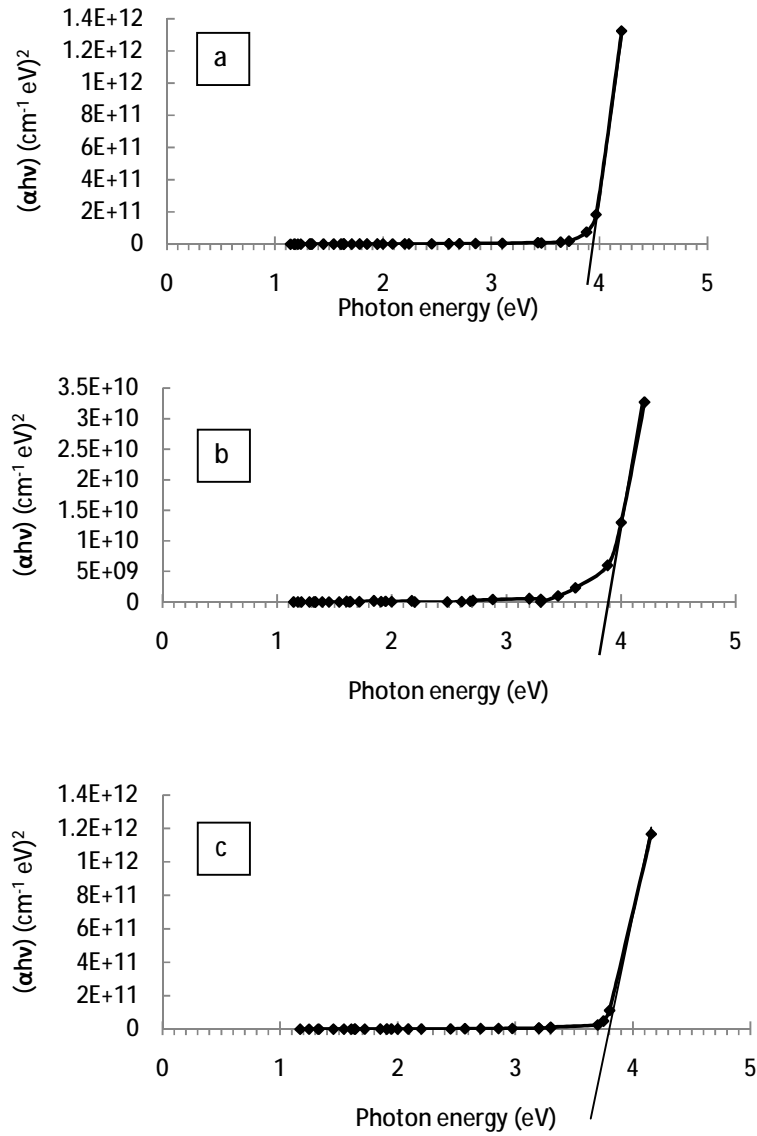 1.4E+12
a
1.2E+12
1E+12
8E+11
6E+11
4E+11
2E+11
0
(αhν) (cm⁻¹ eV)²
0 1 2 3 4 5
Photon energy (eV)
3.5E+10
3E+10
b
2.5E+10
2E+10
1.5E+10
1E+10
5E+09
0
(αhν) (cm⁻¹ eV)²
0 1 2 3 4 5
Photon energy (eV)
1.4E+12
1.2E+12
c
1E+12
8E+11
6E+11
4E+11
2E+11
0
(αhν) (cm⁻¹ eV)²
0 1 2 3 4 5
Photon energy (eV)